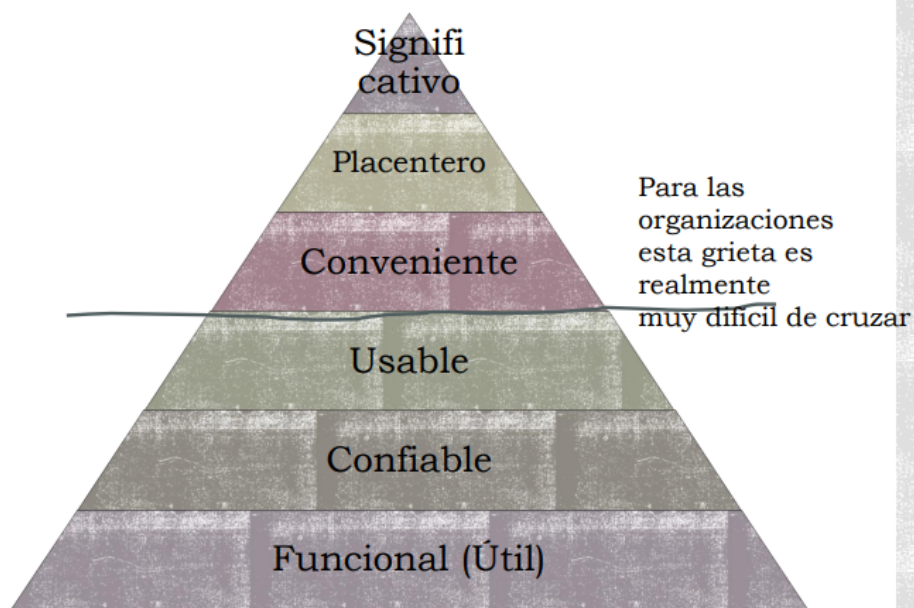 Signifi
cativo
Placentero
Para las
organizaciones
esta grieta es
realmente
muy difícil de cruzar
Conveniente
Usable
Confiable
Funcional (Útil)